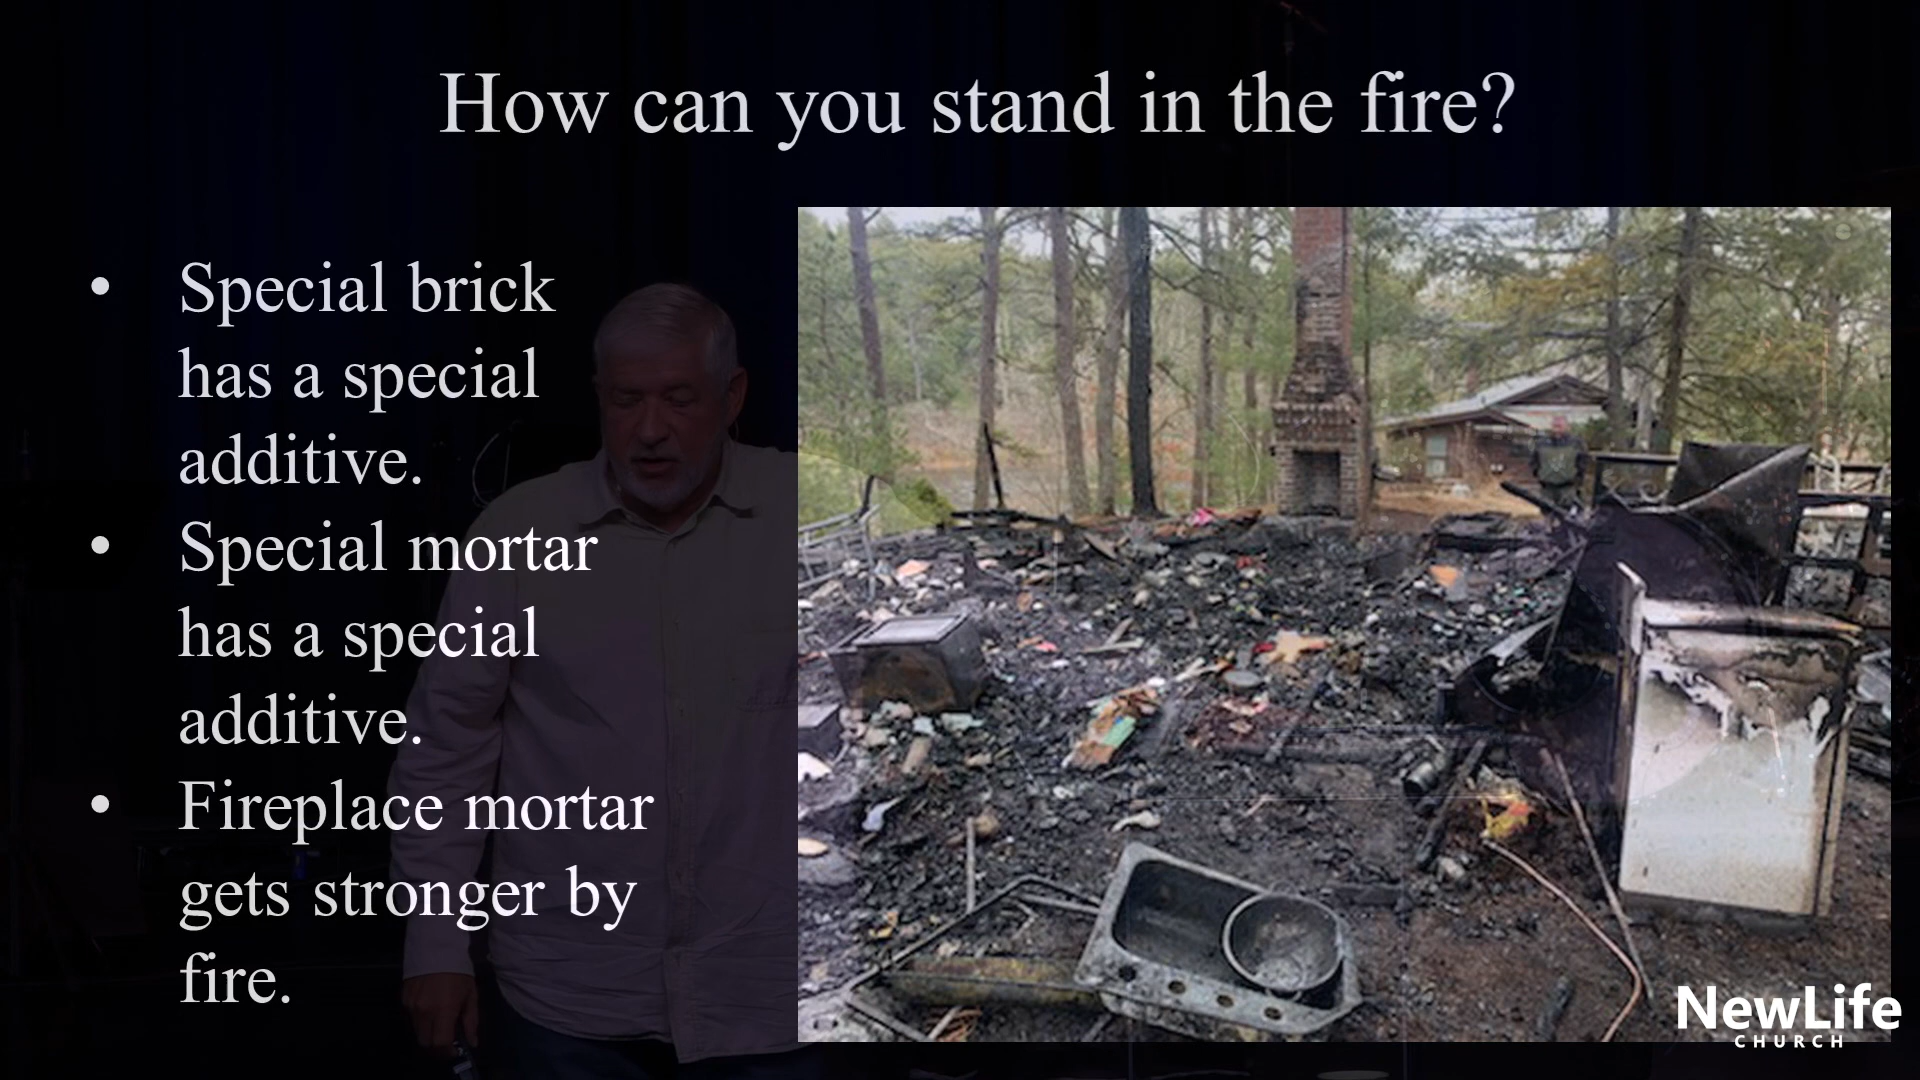 How can you stand in the fire?
• Special brick
has a special
additive.
• Special mortar
has a special
additive.
• Fireplace mortar
gets stronger by
fire.
NewLife
CHURCH